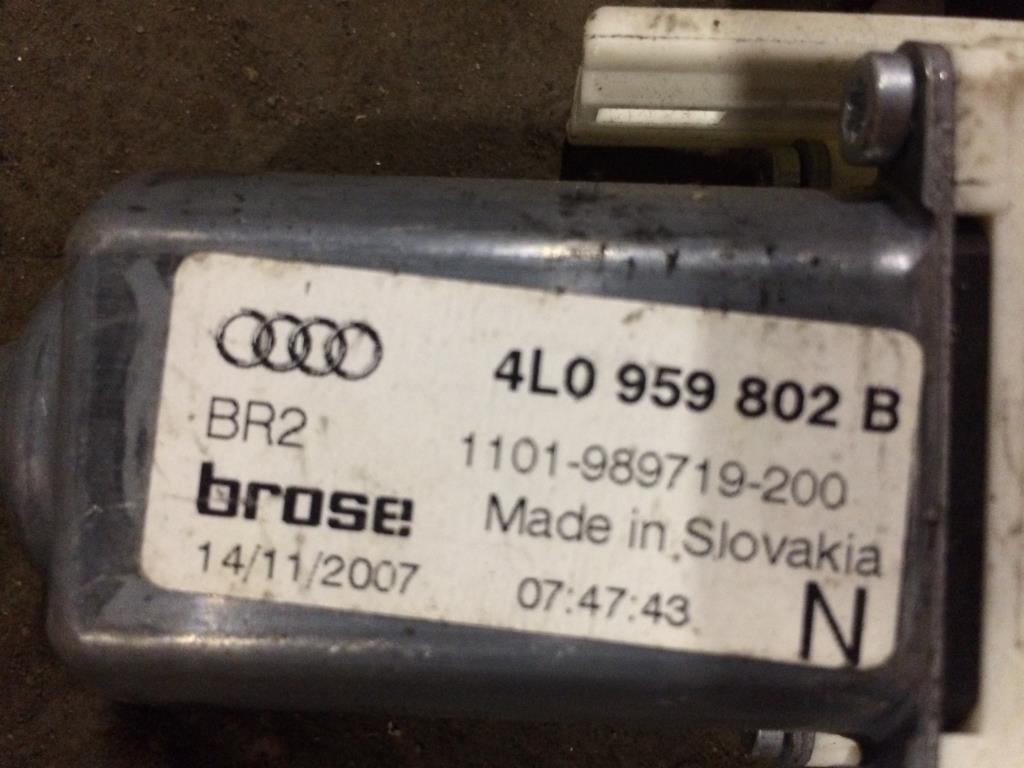 4L0 959 802 B
BR2
1101-989719-200
brose
Made in Slovakia
14/11/2007
07:47:43
N